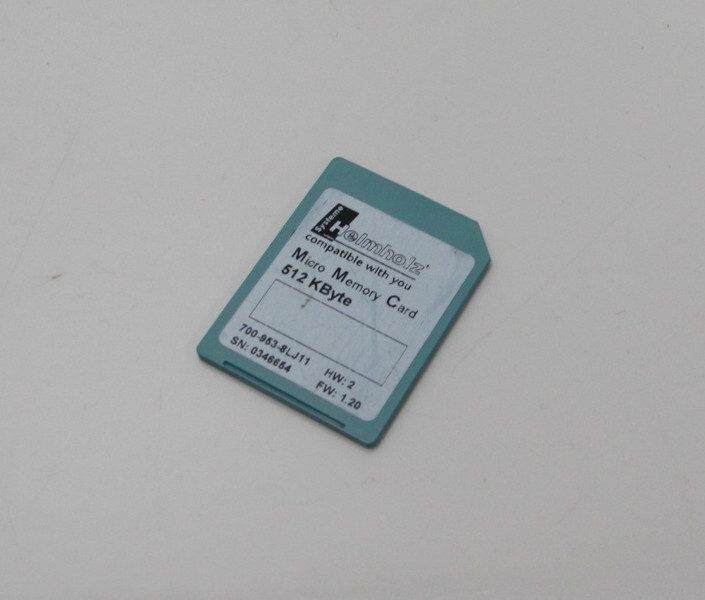 Systeme
Helmholz
compatible with you
Micro Memory Card
512 KByte
700-953-8LJ11 HW: 2
SN: 0346654 FW: 1.20